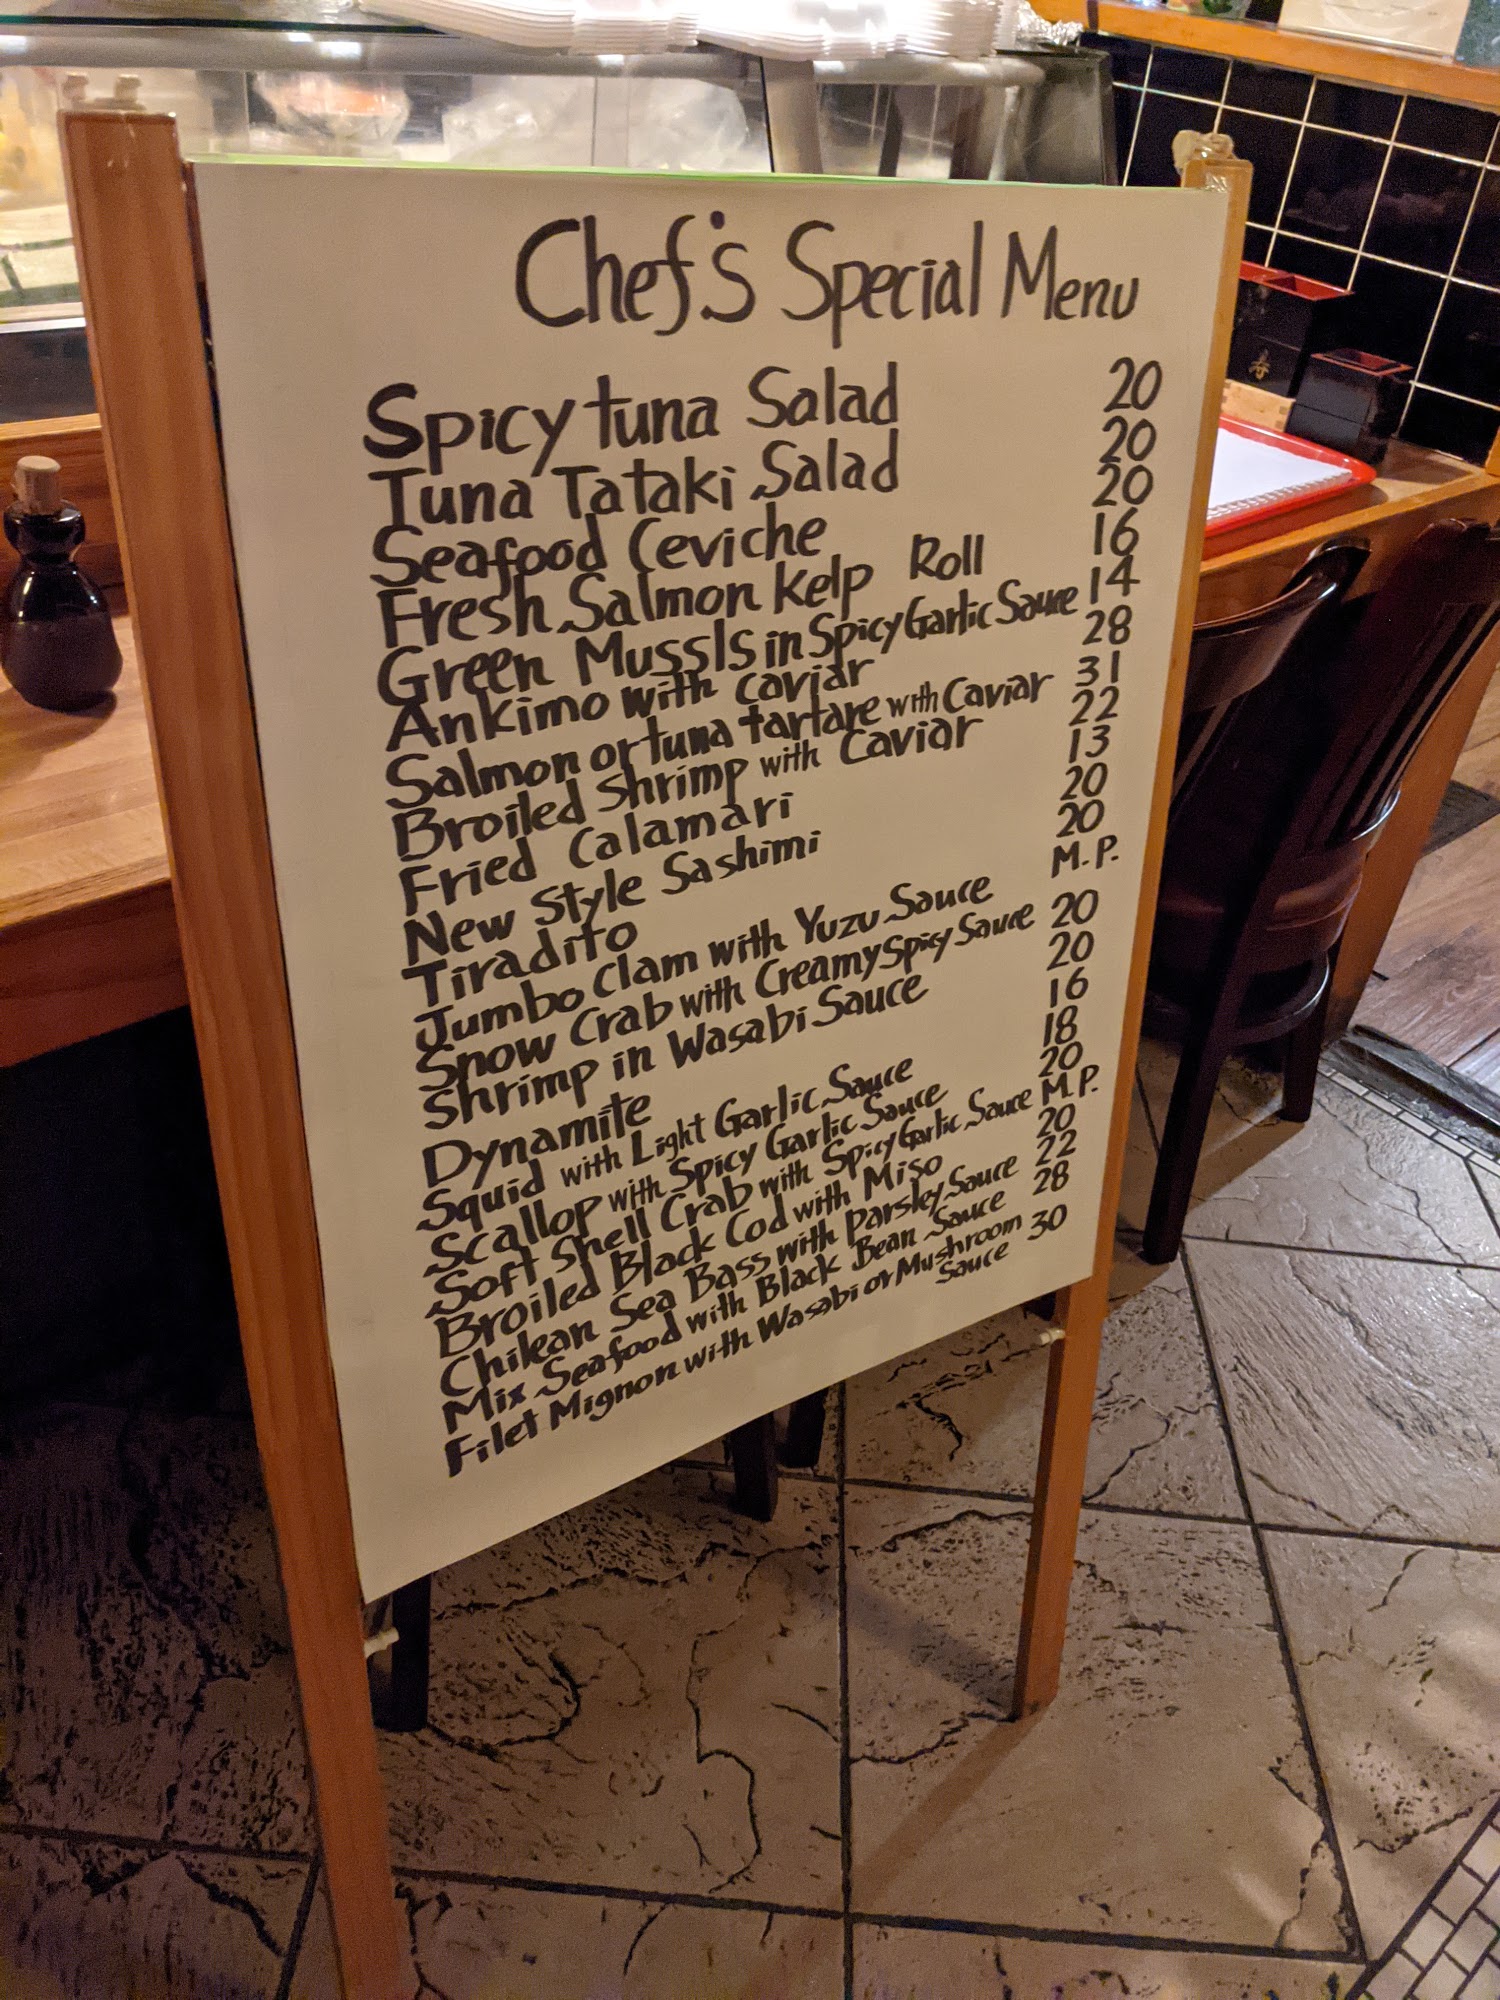 Chef's Special Menu
Spicy tuna Salad 20
Tuna Tataki Salad 20
Seafood Ceviche 20
Fresh Salmon Kelp Roll 16
Green Mussls in Spicy Garlic Sauce 14
Ankimo with caviar 28
Salmon or tuna tartare with Caviar 31
Broiled Shrimp with Caviar 22
Fried Calamari 13
New Style Sashimi 20
Tiradito 20
Jumbo Clam with Yuzu Sauce M.P.
Snow Crab with Creamy Spicy Sauce 20
Shrimp in Wasabi Sauce 20
Dynamite 16
Squid with Light Garlic Sauce 18
Scallop with Spicy Garlic Sauce 20
Soft Shell Crab with Spicy Garlic Sauce M.P.
Broiled Black Cod with Miso 20
Chilean Sea Bass with Parsley Sauce 22
Mix Seafood with Black Bean Sauce 28
Filet Mignon with Wasabi or Mushroom 30
Sauce